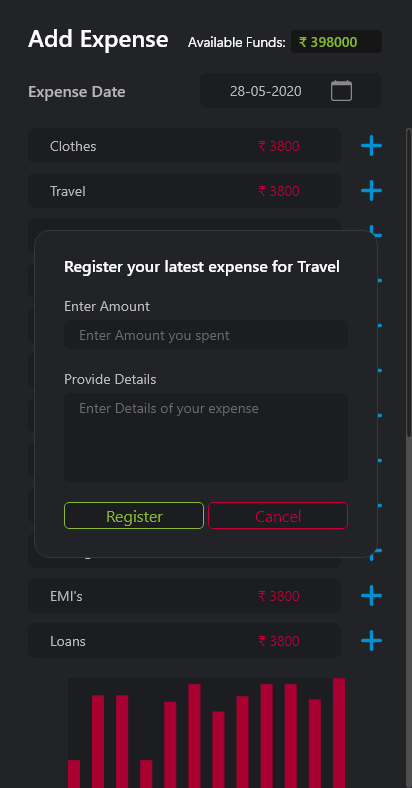 Add Expense
Available Funds: ₹ 398000
Expense Date 28-05-2020
Clothes ₹ 3800
Travel ₹ 3800
Register your latest expense for Travel
Enter Amount
Enter Amount you spent
Provide Details
Enter Details of your expense
Register Cancel
EMI's ₹ 3800
Loans ₹ 3800